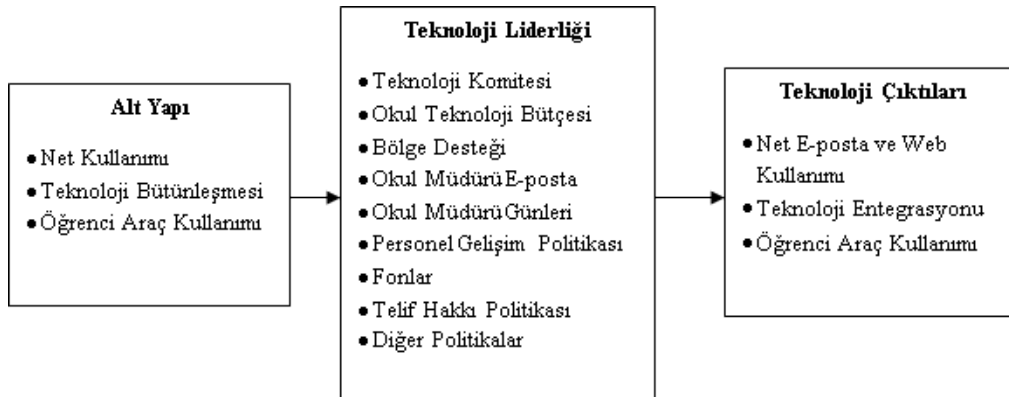 Alt Yapı
● Net Kullanımı
● Teknoloji Bütünleşmesi
● Öğrenci Araç Kullanımı
Teknoloji Liderliği
● Teknoloji Komitesi
● Okul Teknoloji Bütçesi
● Bölge Desteği
● Okul Müdürü E-posta
● Okul Müdürü Günleri
● Personel Gelişim Politikası
● Fonlar
● Telif Hakkı Politikası
● Diğer Politikalar
Teknoloji Çıktıları
● Net E-posta ve Web
Kullanımı
● Teknoloji Entegrasyonu
● Öğrenci Araç Kullanımı